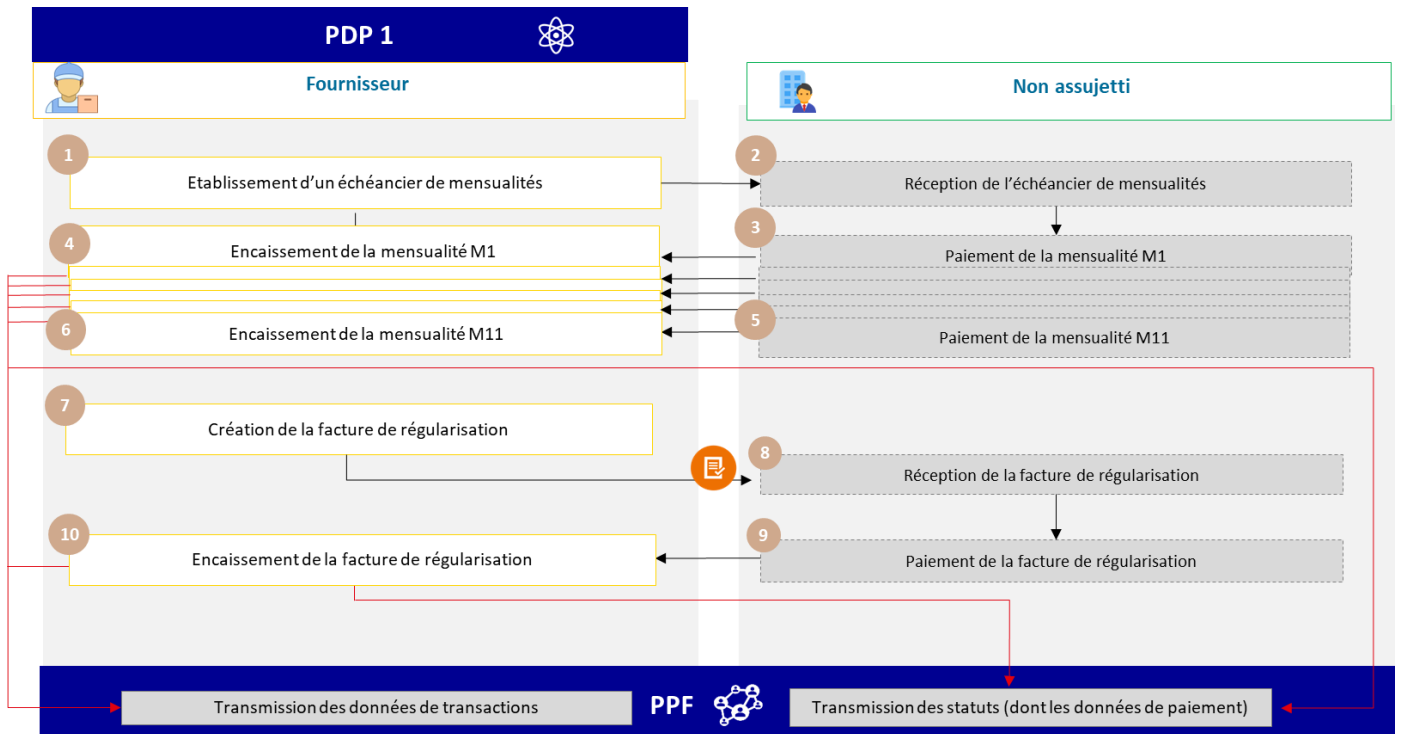 PDP 1
Fournisseur
Non assujetti
1
Etablissement d'un échéancier de mensualités
2
Réception de l'échéancier de mensualités
4
Encaissement de la mensualité M1
3
Paiement de la mensualité M1
6
Encaissement de la mensualité M11
5
Paiement de la mensualité M11
7
Création de la facture de régularisation
8
Réception de la facture de régularisation
10
Encaissement de la facture de régularisation
9
Paiement de la facture de régularisation
Transmission des données de transactions
PPF
Transmission des statuts (dont les données de paiement)